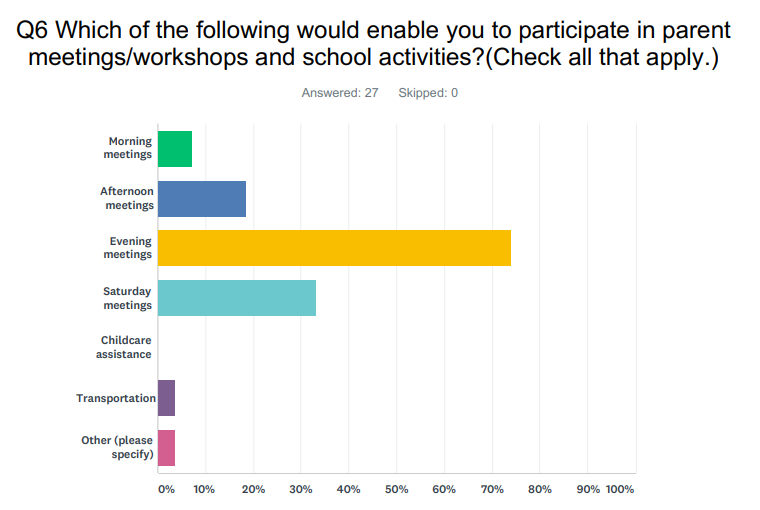 Q6 Which of the following would enable you to participate in parent
meetings/workshops and school activities?(Check all that apply.)
Answered: 27 Skipped: 0
Morning
meetings
Afternoon
meetings
Evening
meetings
Saturday
meetings
Childcare
assistance
Transportation
Other (please
specify)
0% 10% 20% 30% 40% 50% 60% 70% 80% 90% 100%